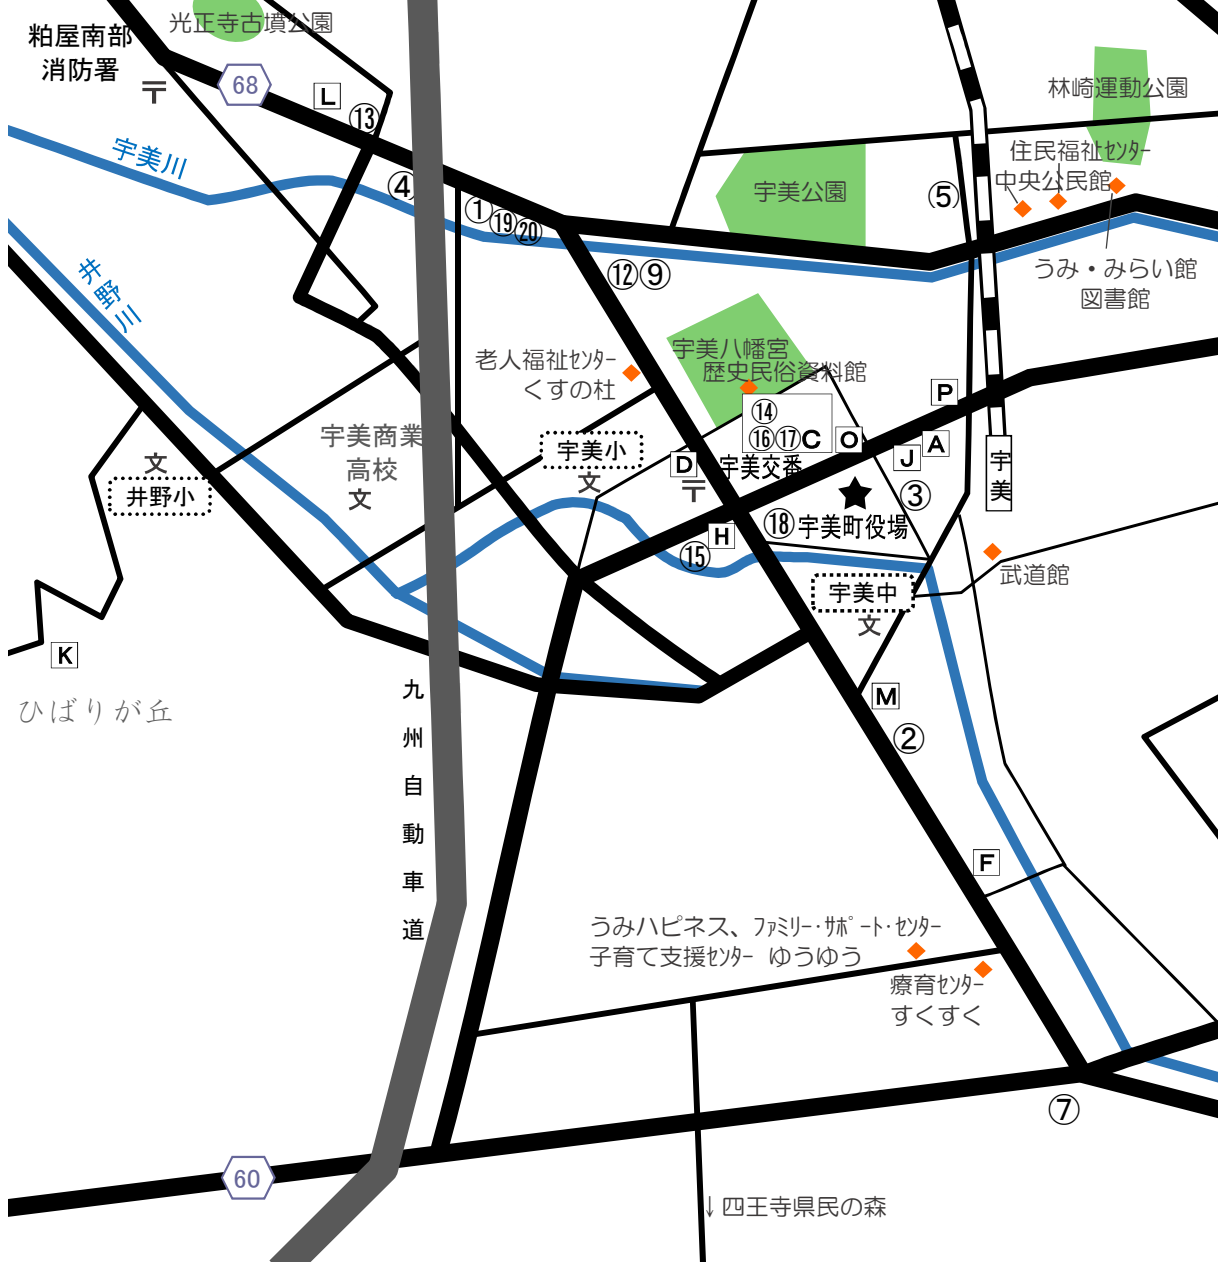 光正寺古墳公園
粕屋南部
消防署
〒
68
L
⑬
林崎運動公園
宇美川
住民福祉センター
中央公民館
④
①
⑲
⑳
宇美公園
⑤
うみ・みらい館
図書館
井野川
⑫⑨
宇美八幡宮
歴史民俗資料館
老人福祉センター
くすの杜
P
⑭
⑯⑰C
O
A
J
宇美商業
高校
文
宇美小
文
D
宇美交番
〒
宇美
文
井野小
③
⑱宇美町役場
H
⑮
武道館
宇美中
文
K
ひばりが丘
九州自動車道
M
②
F
うみハピネス、ファミリー・サポート・センター
子育て支援センター ゆうゆう
療育センター
すくすく
⑦
60
↓四王寺県民の森